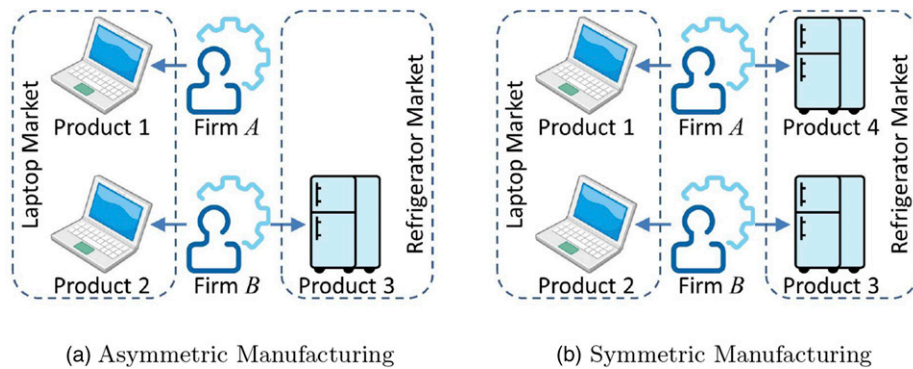 Laptop Market
Product 1
Firm A
Product 2
Firm B
Product 3
Refrigerator Market
(a) Asymmetric Manufacturing
Laptop Market
Product 1
Firm A
Product 4
Product 2
Firm B
Product 3
Refrigerator Market
(b) Symmetric Manufacturing